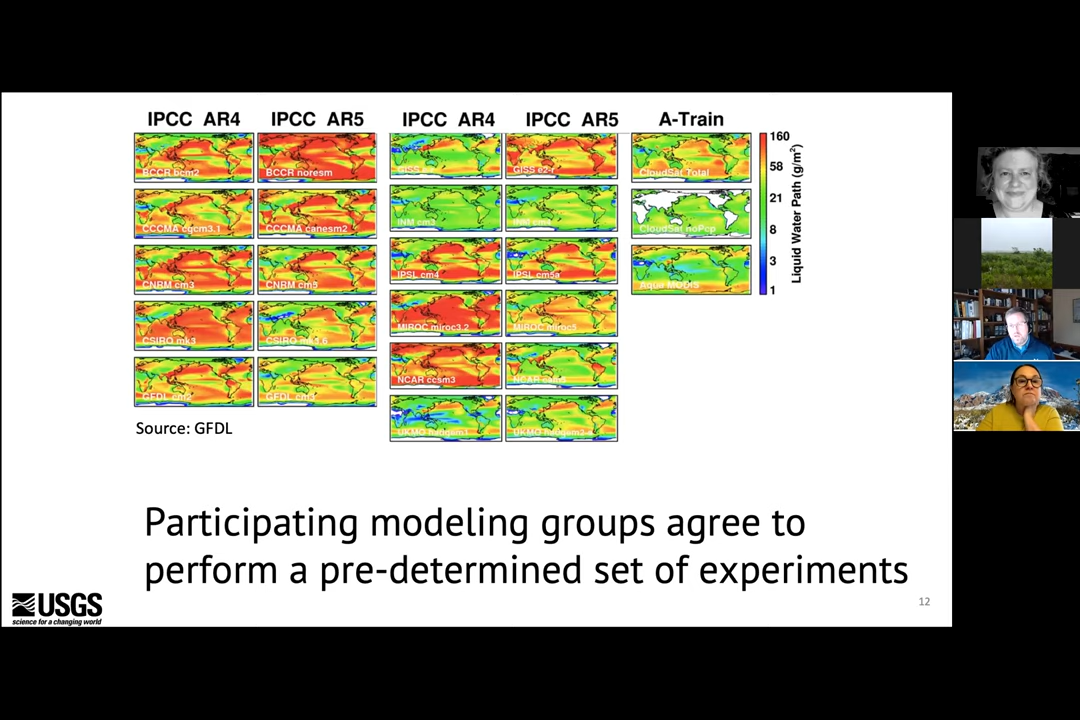 IPCC AR4 IPCC AR5 IPCC AR4 IPCC AR5 A-Train
BCCR bcm2
BCCR noresm
CCCMA cgcm3.1
CCCMA canesm2
CNRM cm3
CNRM cm5
CSIRO mk3
CSIRO mk3.6
GFDL cm2
GFDL cm3
GISS e2-r
INM cm3
IPSL cm4
IPSL cm5a
MIROC miroc3.2
MIROC miroc5
NCAR ccsm3
NCAR cam5
UKMO hadgem1
UKMO hadgem2
CloudSat Total
CloudSat noPcp
Aqua MODIS
160
58
21
8
3
1
Liquid Water Path (g/m²)
Source: GFDL
Participating modeling groups agree to
perform a pre-determined set of experiments
USGS
science for a changing world
12